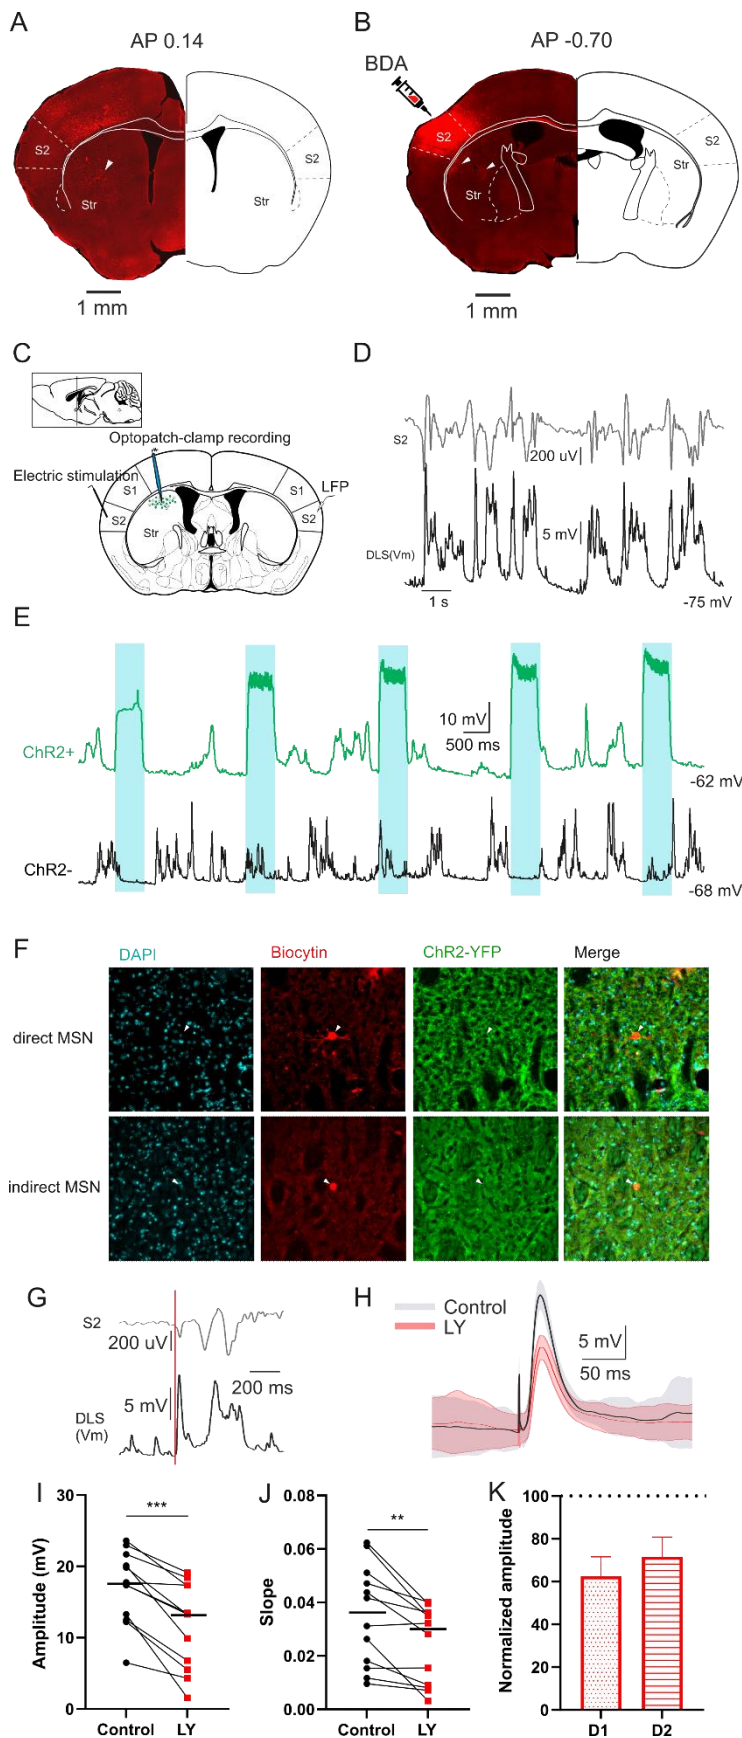 A
AP 0.14
S2
Str
Str
S2
1 mm
B
AP -0.70
BDA
S2
Str
Str
S2
1 mm
C
Optopatch-clamp recording
Electric stimulation
S1
S1
LFP
S2
S2
Str
D
S2
200 uV
5 mV
DLS(Vm)
1 s
-75 mV
E
10 mV
500 ms
ChR2+
-62 mV
ChR2-
-68 mV
F
DAPI
Biocytin
ChR2-YFP
Merge
direct MSN
indirect MSN
G
S2
200 uV
200 ms
5 mV
DLS
(Vm)
H
Control
LY
5 mV
50 ms
I
***
30
20
10
0
Amplitude (mV)
Control
LY
J
**
0.08
0.06
0.04
0.02
0.00
Slope
Control
LY
K
100
80
60
40
20
0
Normalized amplitude
D1
D2